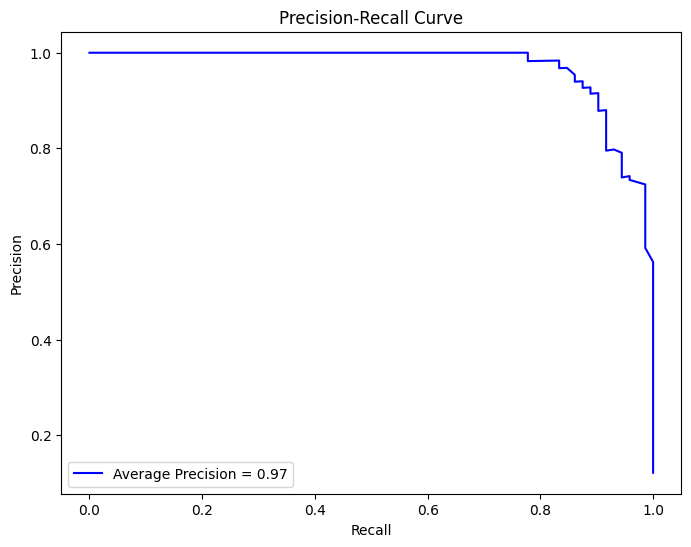 Precision-Recall Curve
Precision
1.0
0.8
0.6
0.4
0.2
Average Precision = 0.97
0.0 0.2 0.4 0.6 0.8 1.0
Recall